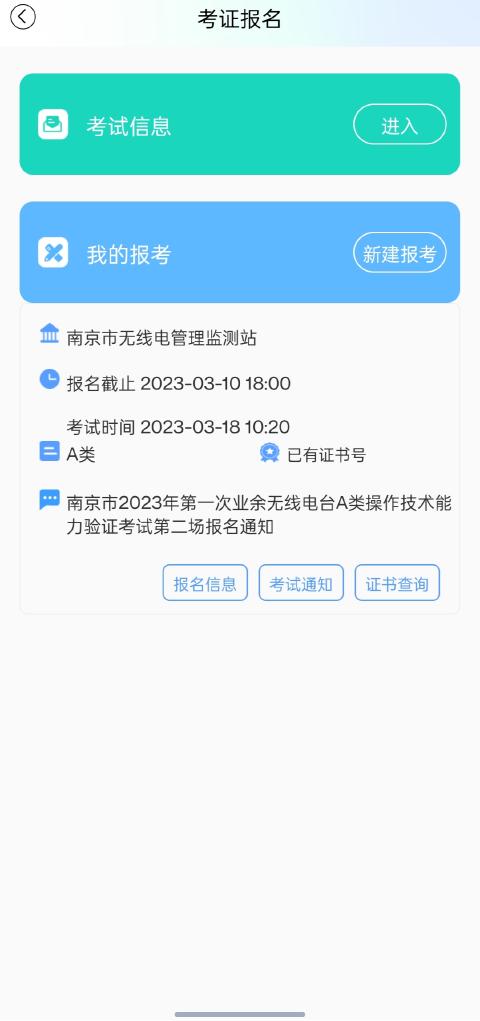 考证报名
考试信息
进入
我的报考
新建报考
南京市无线电管理监测站
报名截止 2023-03-10 18:00
考试时间 2023-03-18 10:20
A类
已有证书号
南京市2023年第一次业余无线电台A类操作技术能
力验证考试第二场报名通知
报名信息
考试通知
证书查询